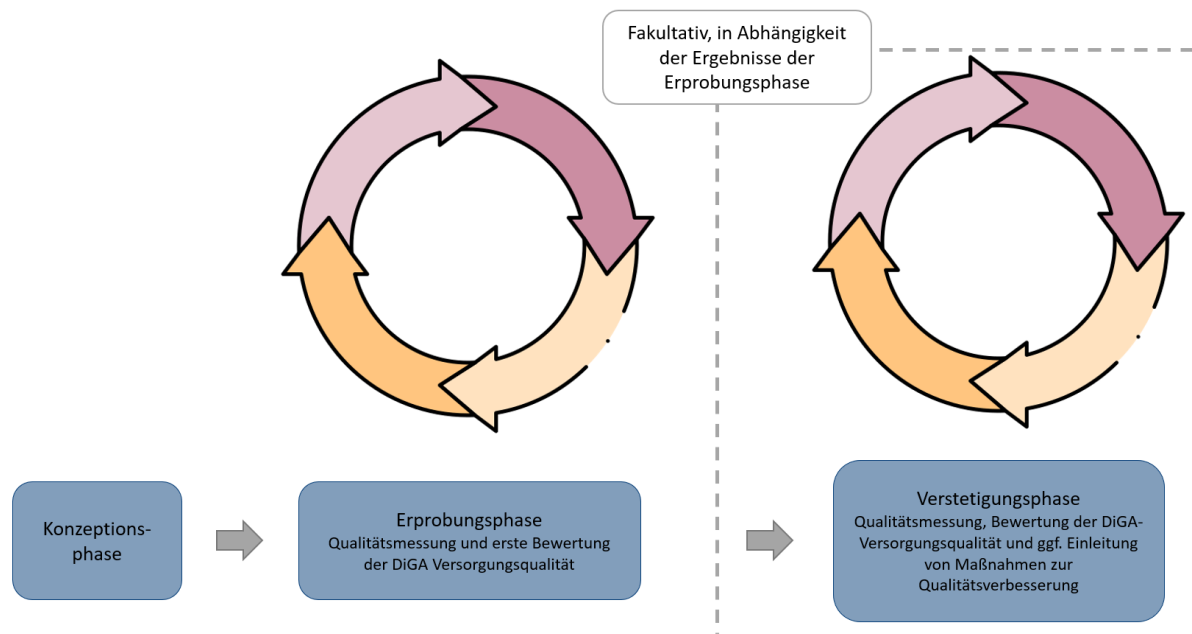 Fakultativ, in Abhängigkeit
der Ergebnisse der
Erprobungsphase
Konzeptions-
phase
Erprobungsphase
Qualitätsmessung und erste Bewertung
der DiGA Versorgungsqualität
Verstetigungsphase
Qualitätsmessung, Bewertung der DiGA-
Versorgungsqualität und ggf. Einleitung
von Maßnahmen zur
Qualitätsverbesserung